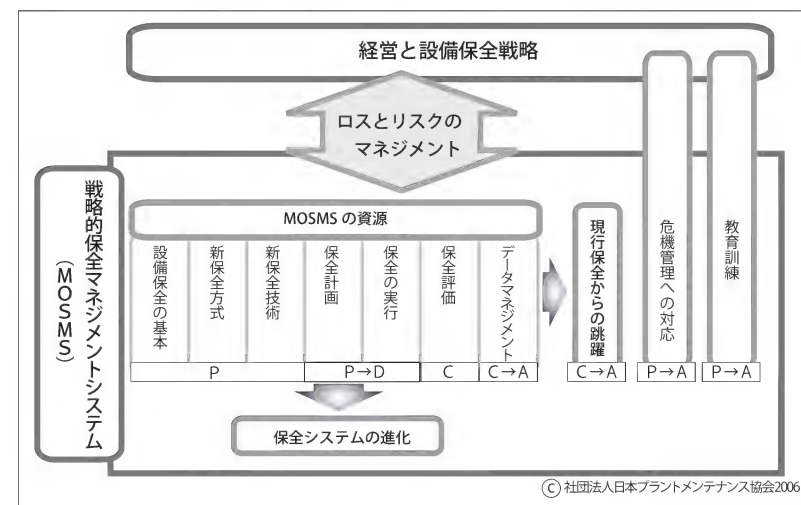 経営と設備保全戦略
ロスとリスクの
マネジメント
戦略的保全マネジメントシステム
(MOSMS)
MOSMSの資源
設備保全の基本
新保全方式
新保全技術
保全計画
保全の実行
保全評価
データマネジメント
現行保全からの跳躍
危機管理への対応
教育訓練
P
P→D
C
C→A
C→A
P→A
P→A
保全システムの進化
Ⓒ社団法人日本プラントメンテナンス協会2006